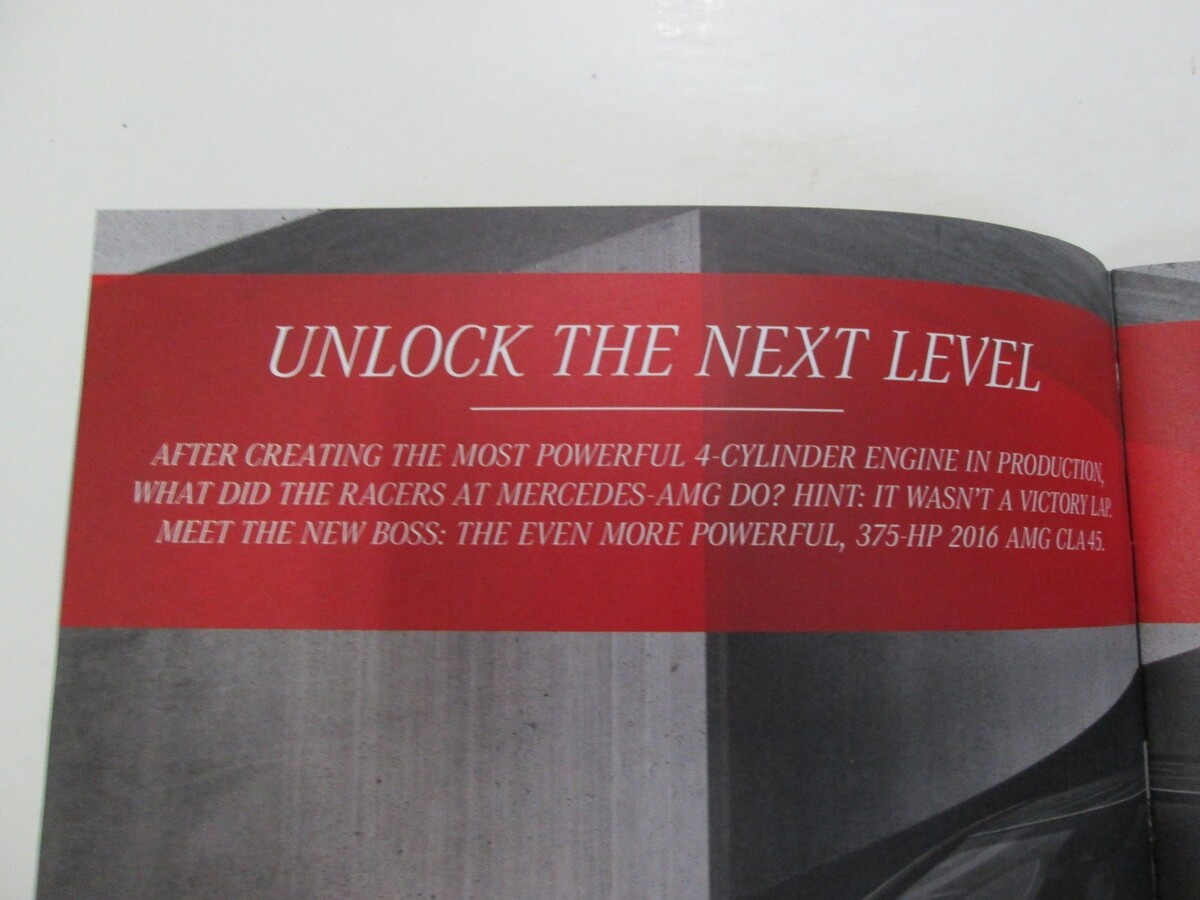 UNLOCK THE NEXT LEVEL
AFTER CREATING THE MOST POWERFUL 4-CYLINDER ENGINE IN PRODUCTION,
WHAT DID THE RACERS AT MERCEDES-AMG DO? HINT: IT WASN'T A VICTORY LAP.
MEET THE NEW BOSS: THE EVEN MORE POWERFUL, 375-HP 2016 AMG CLA45.